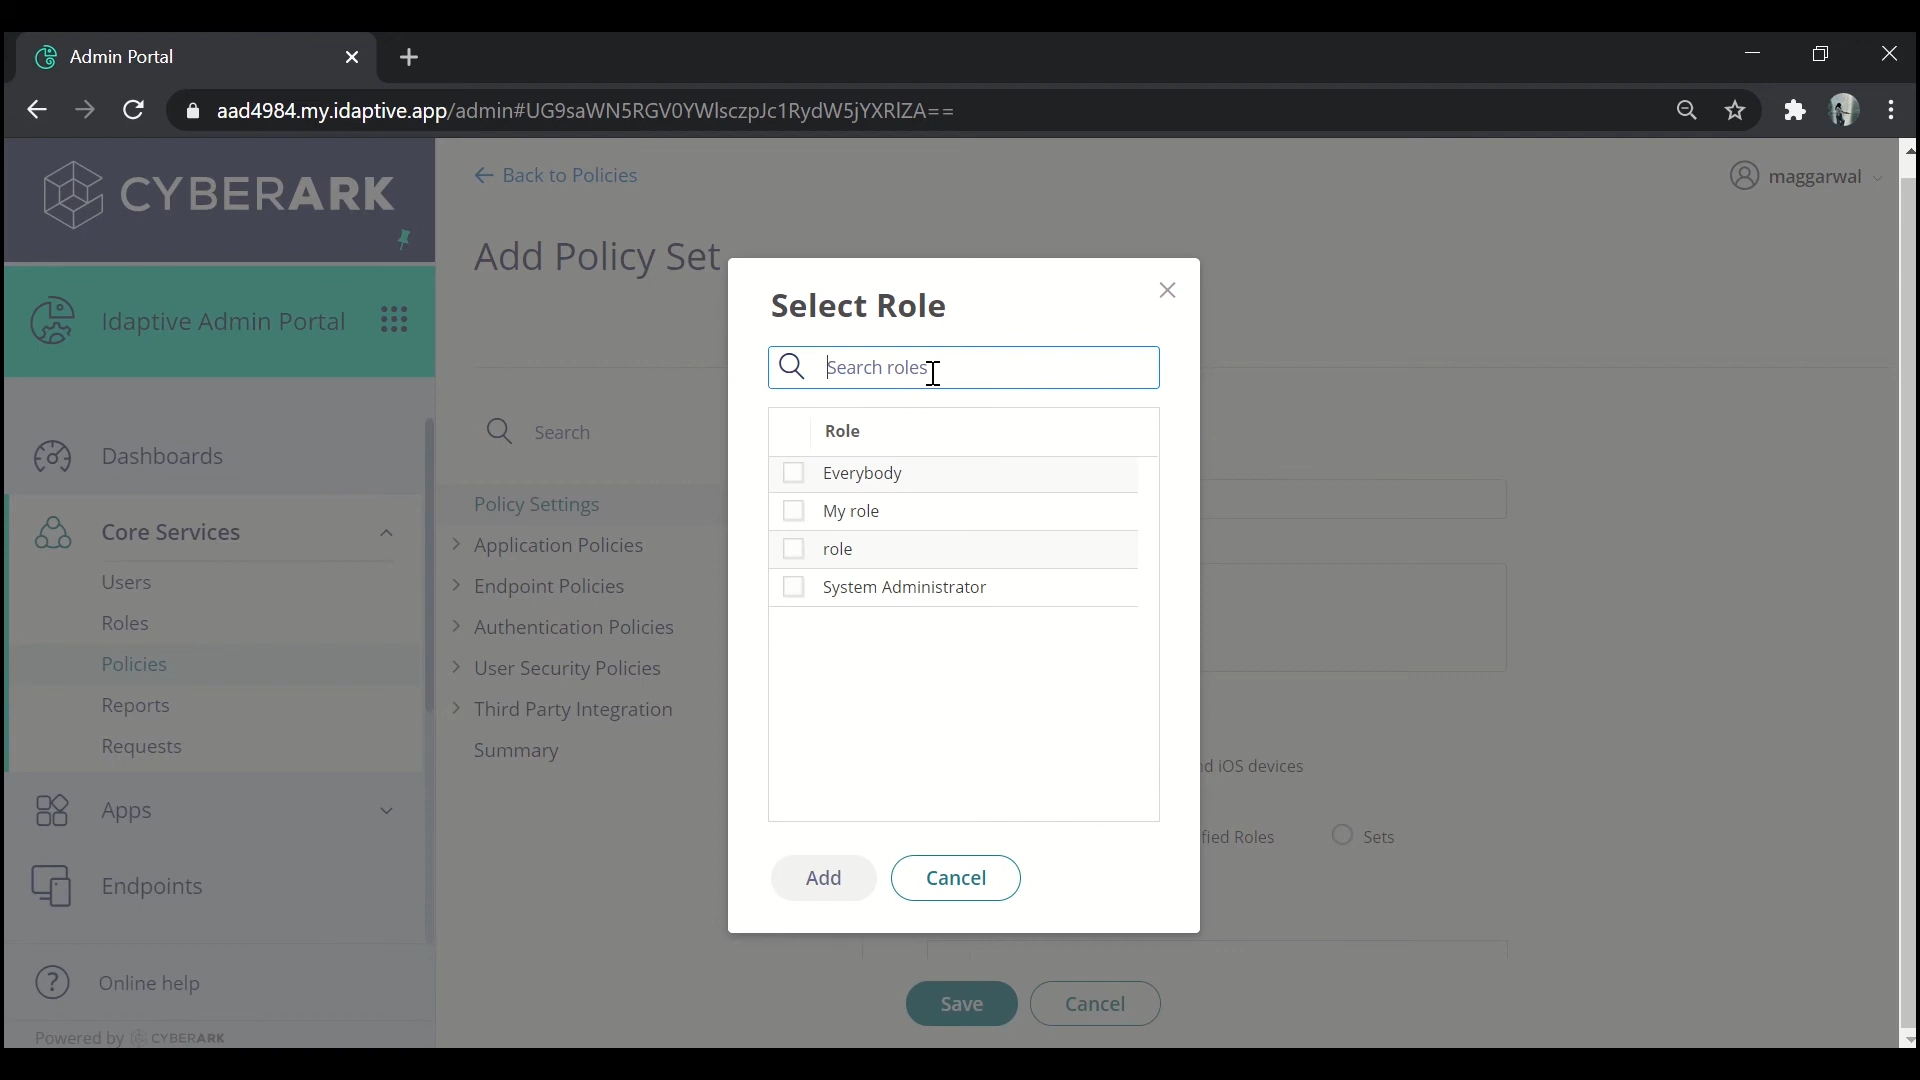 Admin Portal
aad4984.my.idaptive.app/admin#UG9saWN5RGV0YWlsczpJc1RydW5jYXRlZA==
CYBERARK
Back to Policies
maggarwal
Add Policy Set
Idaptive Admin Portal
Select Role
Search roles
Search
Role
Everybody
My role
role
System Administrator
Dashboards
Core Services
Users
Roles
Policies
Reports
Requests
Apps
Endpoints
Policy Settings
Application Policies
Endpoint Policies
Authentication Policies
User Security Policies
Third Party Integration
Summary
iOS devices
Roles
Sets
Add
Cancel
Online help
Save
Cancel
Powered by CYBERARK